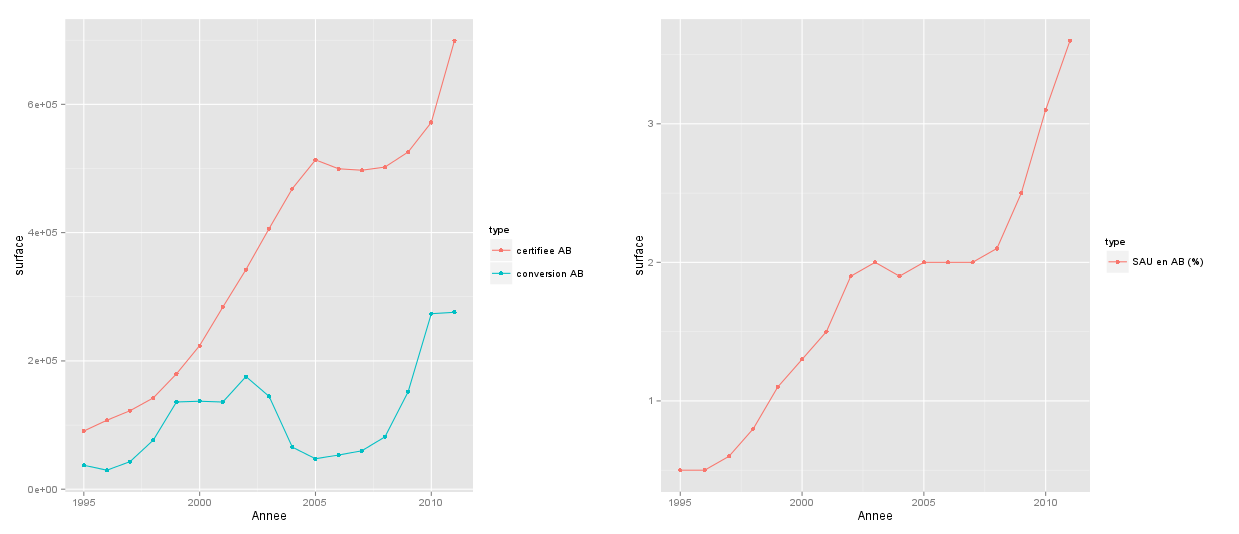 surface
6e+05
4e+05
2e+05
0e+00
1995
2000
2005
2010
Annee
type
certifiee AB
conversion AB
surface
3
2
1
1995
2000
2005
2010
Annee
type
SAU en AB (%)